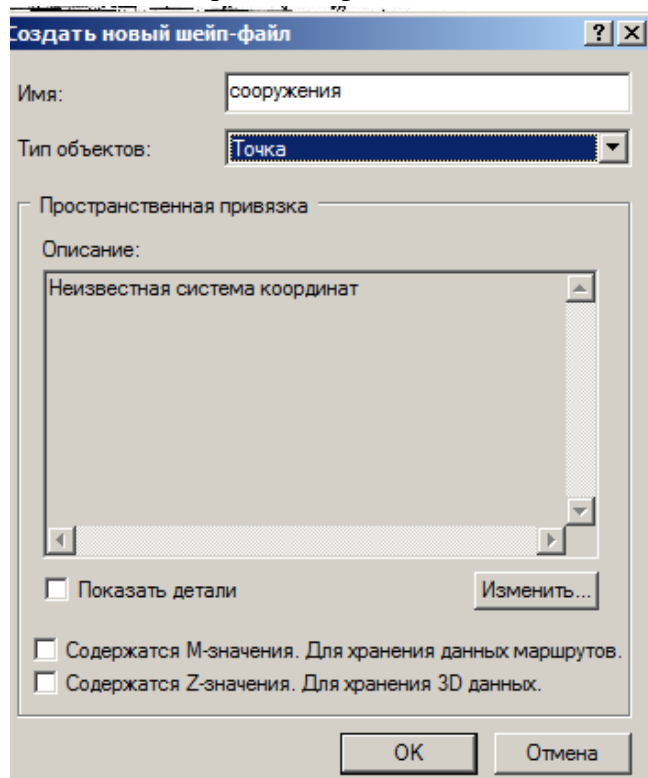 Создать новый шейп-файл
Имя: сооружения
Тип объектов: Точка
Пространственная привязка
Описание:
Неизвестная система координат
Показать детали Изменить...
Содержатся M-значения. Для хранения данных маршрутов.
Содержатся Z-значения. Для хранения 3D данных.
OK Отмена